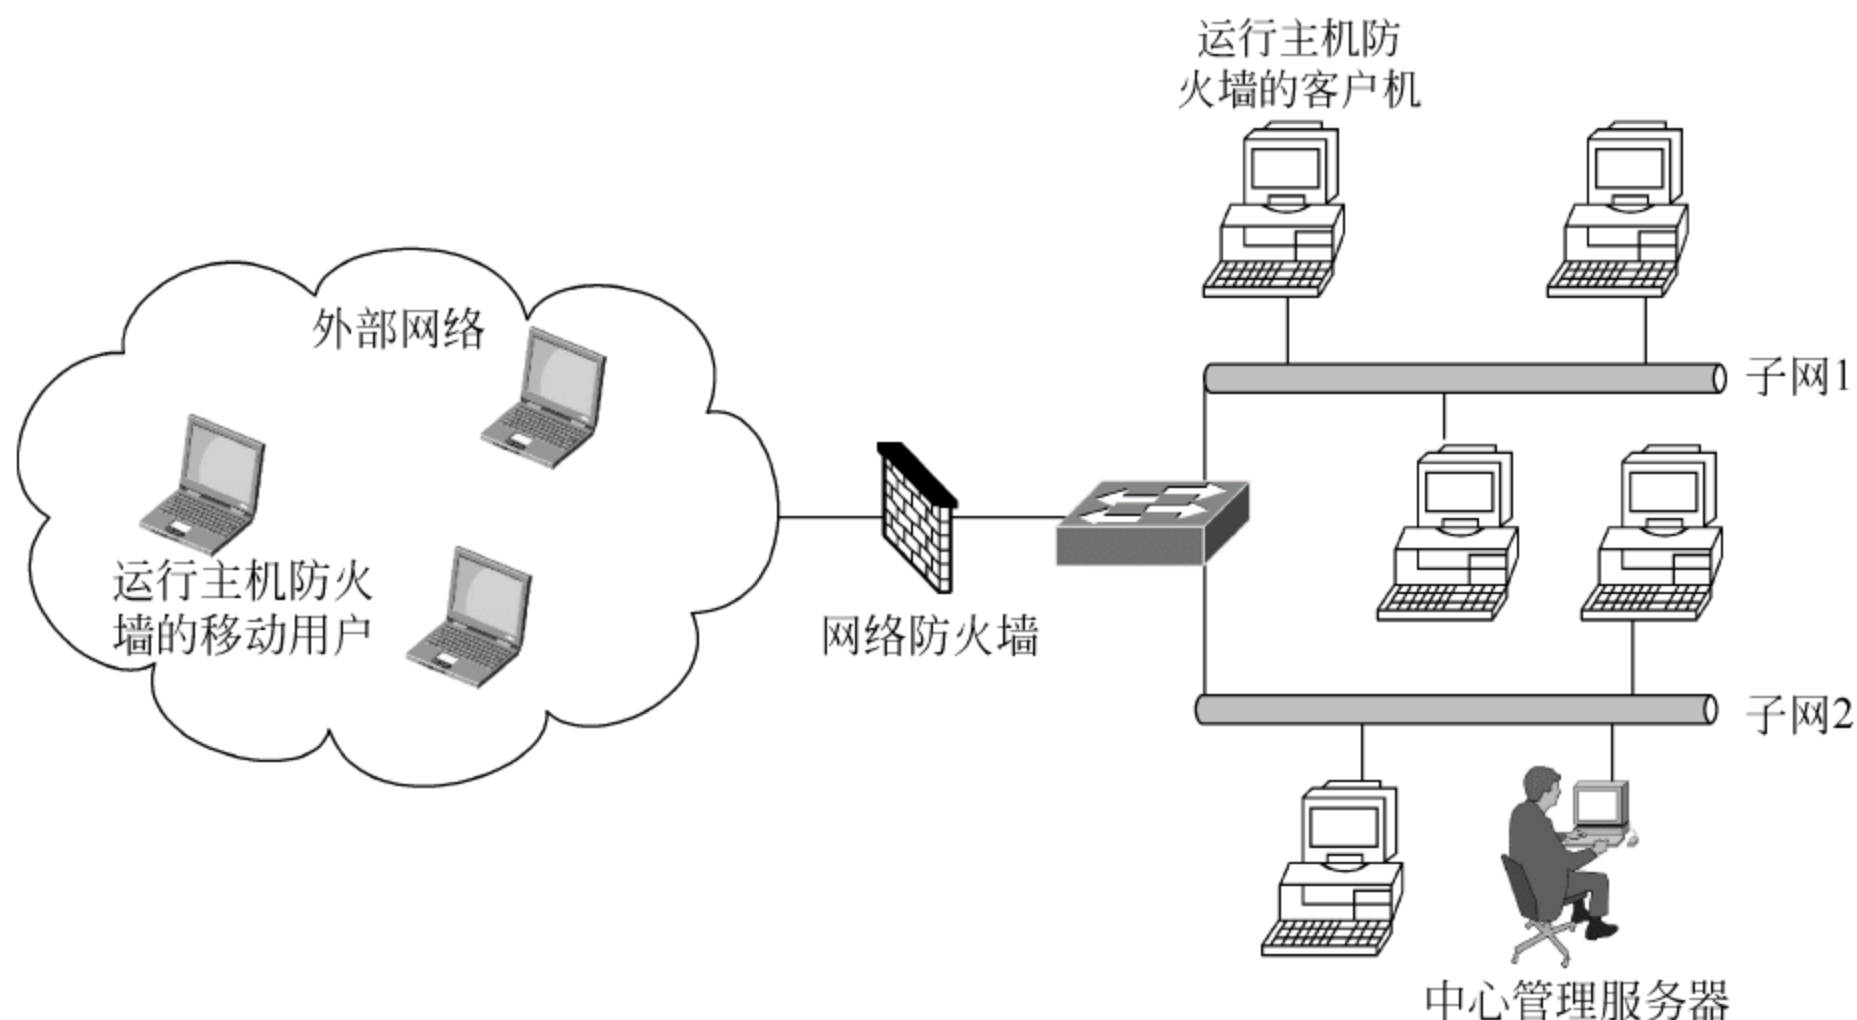 运行主机防
火墙的客户机
外部网络
子网1
运行主机防火
墙的移动用户
网络防火墙
子网2
中心管理服务器